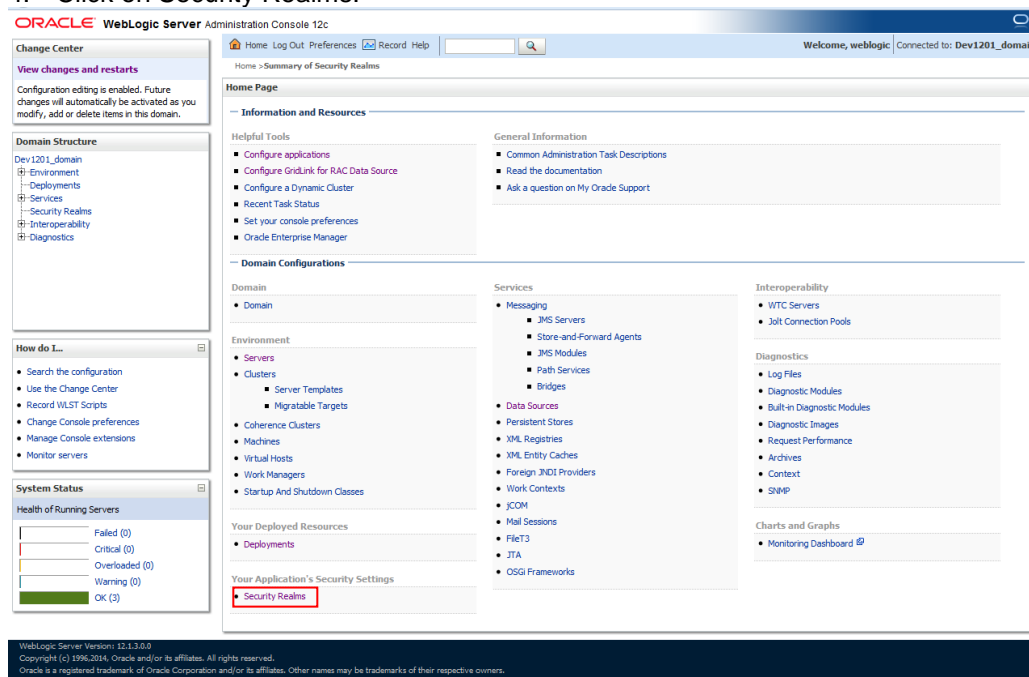 Click on Security Realms.
ORACLE WebLogic Server Administration Console 12c
Change Center
View changes and restarts
Configuration editing is enabled. Future
changes will automatically be activated as you
modify, add or delete items in this domain.
Domain Structure
Dev1201_domain
Environment
Deployments
Services
Security Realms
Interoperability
Diagnostics
How do I...
Search the configuration
Use the Change Center
Record WLST Scripts
Change Console preferences
Manage Console extensions
Monitor servers
System Status
Health of Running Servers
Failed (0)
Critical (0)
Overloaded (0)
Warning (0)
OK (3)
Home Log Out Preferences Record Help
Welcome, weblogic Connected to: Dev1201_domai
Home >Summary of Security Realms
Home Page
Information and Resources
Helpful Tools
Configure applications
Configure GridLink for RAC Data Source
Configure a Dynamic Cluster
Recent Task Status
Set your console preferences
Oracle Enterprise Manager
General Information
Common Administration Task Descriptions
Read the documentation
Ask a question on My Oracle Support
Domain Configurations
Domain
Domain
Environment
Servers
Clusters
Server Templates
Migratable Targets
Coherence Clusters
Machines
Virtual Hosts
Work Managers
Startup And Shutdown Classes
Your Deployed Resources
Deployments
Your Application's Security Settings
Security Realms
Services
Messaging
JMS Servers
Store-and-Forward Agents
JMS Modules
Path Services
Bridges
Data Sources
Persistent Stores
XML Registries
XML Entity Caches
Foreign JNDI Providers
Work Contexts
jCOM
Mail Sessions
FileT3
JTA
OSGi Frameworks
Interoperability
WTC Servers
Jolt Connection Pools
Diagnostics
Log Files
Diagnostic Modules
Built-in Diagnostic Modules
Diagnostic Images
Request Performance
Archives
Context
SNMP
Charts and Graphs
Monitoring Dashboard
WebLogic Server Version: 12.1.3.0.0
Copyright (c) 1996,2014, Oracle and/or its affiliates. All rights reserved.
Oracle is a registered trademark of Oracle Corporation and/or its affiliates. Other names may be trademarks of their respective owners.